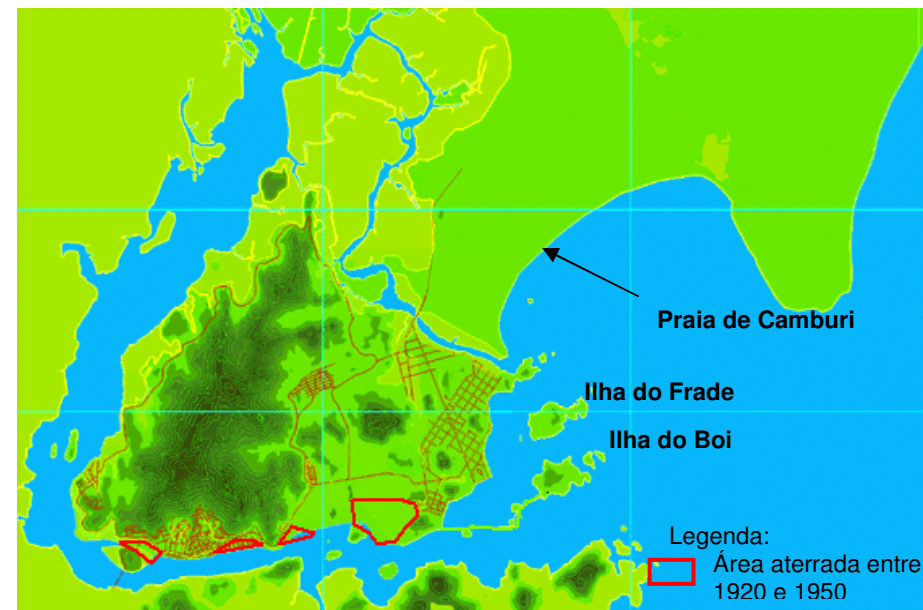 Praia de Camburi
Ilha do Frade
Ilha do Boi
Legenda:
Área aterrada entre
1920 e 1950